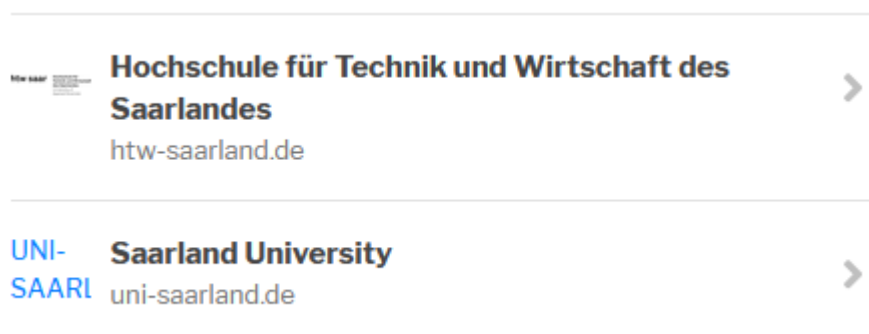 htw saar
Hochschule für Technik und Wirtschaft des
Saarlandes
htw-saarland.de
UNI-
SAARL
Saarland University
uni-saarland.de